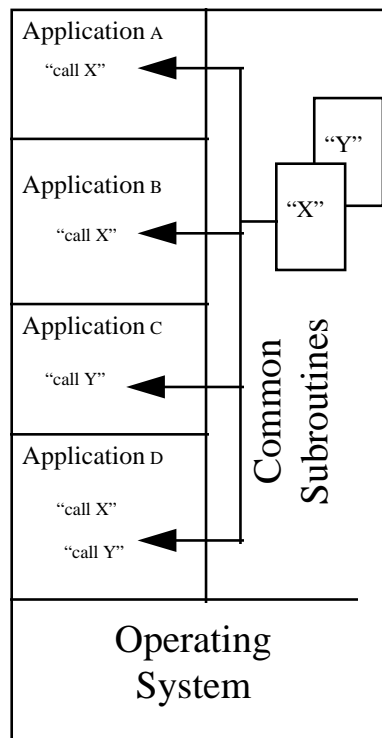 Application A
“call X”
Application B
“call X”
Application C
“call Y”
Application D
“call X”
“call Y”
“Y”
“X”
Common
Subroutines
Operating
System